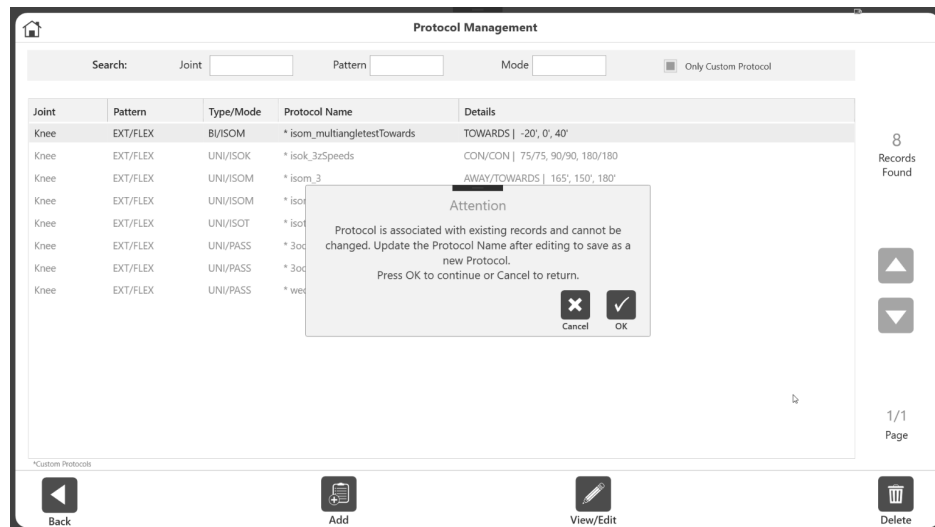 Protocol Management
Search: Joint Pattern Mode Only Custom Protocol
Joint Pattern Type/Mode Protocol Name Details
Knee EXT/FLEX BI/ISOM * isom_multiangletestTowards TOWARDS | -20', 0', 40'
Knee EXT/FLEX UNI/ISOK * isok_3zSpeeds CON/CON | 75/75, 90/90, 180/180
Knee EXT/FLEX UNI/ISOM * isom_3 AWAY/TOWARDS | 165', 150', 180'
Knee EXT/FLEX UNI/ISOM
Knee EXT/FLEX UNI/ISOT
Knee EXT/FLEX UNI/PASS
Knee EXT/FLEX UNI/PASS
Knee EXT/FLEX UNI/PASS
8
Records
Found
Attention
Protocol is associated with existing records and cannot be
changed. Update the Protocol Name after editing to save as a
new Protocol.
Press OK to continue or Cancel to return.
Cancel OK
1/1
Page
*Custom Protocols
Back Add View/Edit Delete